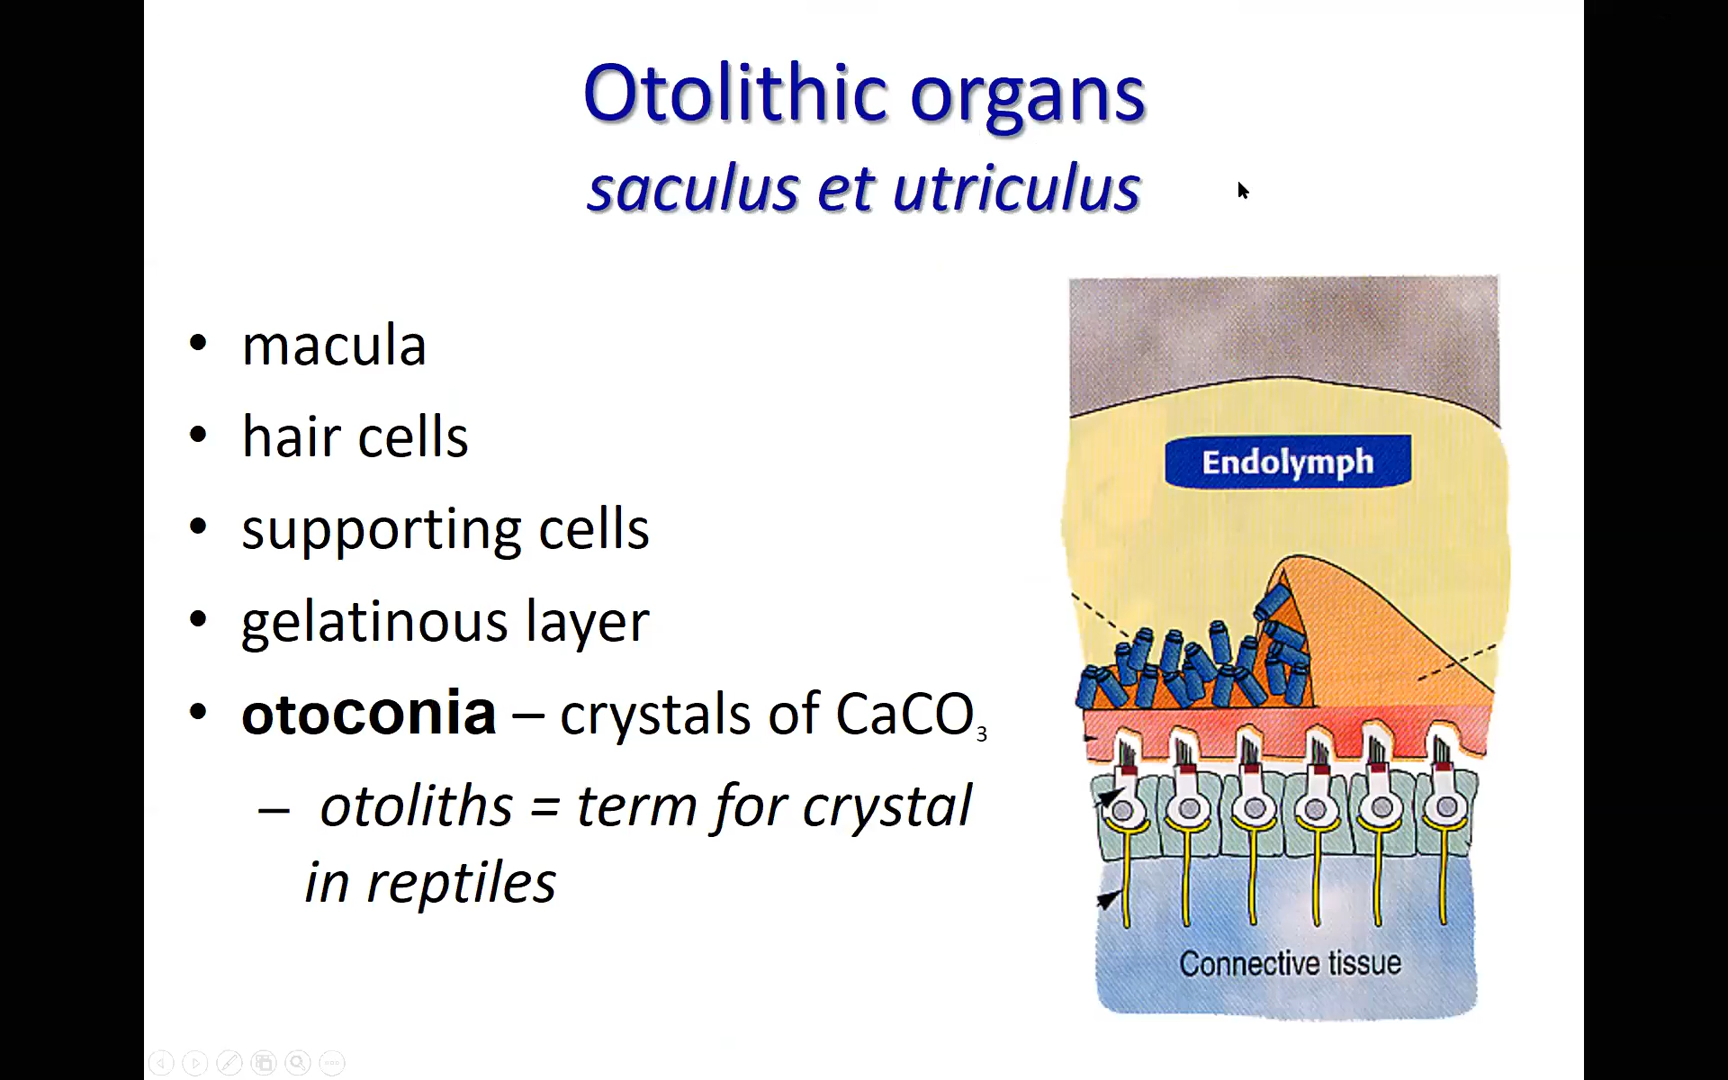 Otolithic organs
saculus et utriculus
• macula
• hair cells
• supporting cells
• gelatinous layer
• otoconia – crystals of CaCO₃
– otoliths = term for crystal
in reptiles
Endolymph
Connective tissue